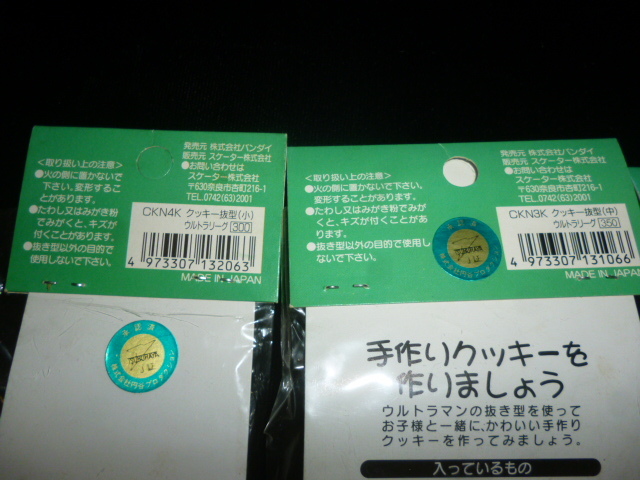 <取り扱い上の注意>
●火の側に置かないで
下さい。変形するこ
とがあります。
●たわし又はみがき粉
でみがくと、キズが
付くことがあります。
●抜き型以外の目的で
使用しないで下さい。
発売元 株式会社バンダイ
販売元 スケーター株式会社
●お問い合わせは
スケーター株式会社
〒630奈良市杏町216-1
TEL.0742(63)2001
CKN4K クッキー抜型(小)
ウルトラリーグ 300
4 973307 132063
MADE IN JAPAN
<取り扱い上の注意>
●火の側に置かないで下さい。
変形することがあります。
●たわし又はみがき粉でみが
くと、キズが付くことがあ
ります。
●抜き型以外の目的で使用
しないで下さい。
発売元 株式会社バンダイ
販売元 スケーター株式会社
●お問い合わせは
スケーター株式会社
〒630奈良市杏町216-1
TEL.0742(63)2001
CKN3K クッキー抜型(中)
ウルトラリーグ 350
4 973307 131066
MADE IN JAPAN
承認済
株式会社円谷プロダクション
手作りクッキーを
作りましょう
ウルトラマンの抜き型を使って
お子様と一緒に、かわいい手作り
クッキーを作ってみましょう。
入っているもの